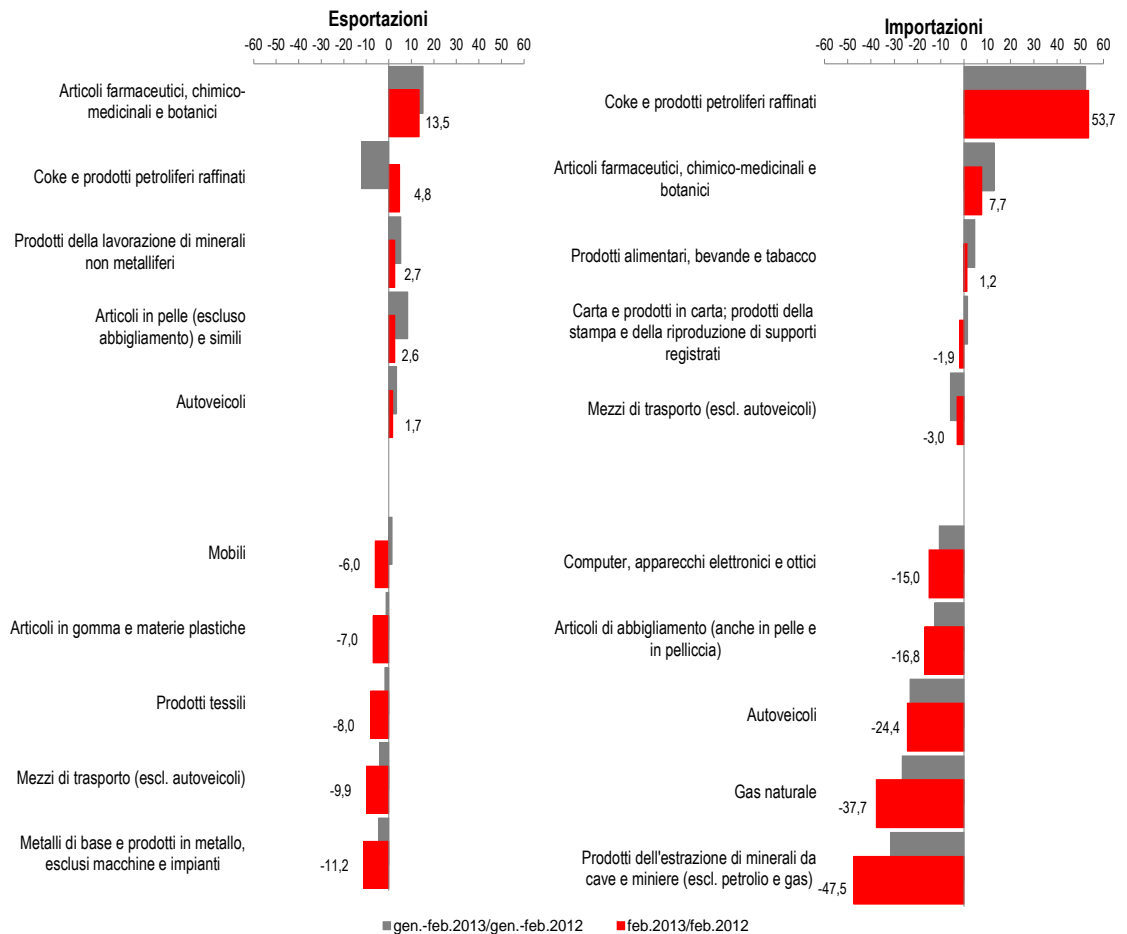 Esportazioni
-60 -50 -40 -30 -20 -10 0 10 20 30 40 50 60
Articoli farmaceutici, chimico-
medicinali e botanici
13,5
Coke e prodotti petroliferi raffinati
4,8
Prodotti della lavorazione di minerali
non metalliferi
2,7
Articoli in pelle (escluso
abbigliamento) e simili
2,6
Autoveicoli
1,7
Mobili
-6,0
Articoli in gomma e materie plastiche
-7,0
Prodotti tessili
-8,0
Mezzi di trasporto (escl. autoveicoli)
-9,9
Metalli di base e prodotti in metallo,
esclusi macchine e impianti
-11,2
Importazioni
-60 -50 -40 -30 -20 -10 0 10 20 30 40 50 60
Coke e prodotti petroliferi raffinati
53,7
Articoli farmaceutici, chimico-medicinali e
botanici
7,7
Prodotti alimentari, bevande e tabacco
1,2
Carta e prodotti in carta; prodotti della
stampa e della riproduzione di supporti
registrati
-1,9
Mezzi di trasporto (escl. autoveicoli)
-3,0
Computer, apparecchi elettronici e ottici
-15,0
Articoli di abbigliamento (anche in pelle e
in pelliccia)
-16,8
Autoveicoli
-24,4
Gas naturale
-37,7
Prodotti dell'estrazione di minerali da
cave e miniere (escl. petrolio e gas)
-47,5
gen.-feb.2013/gen.-feb.2012 feb.2013/feb.2012